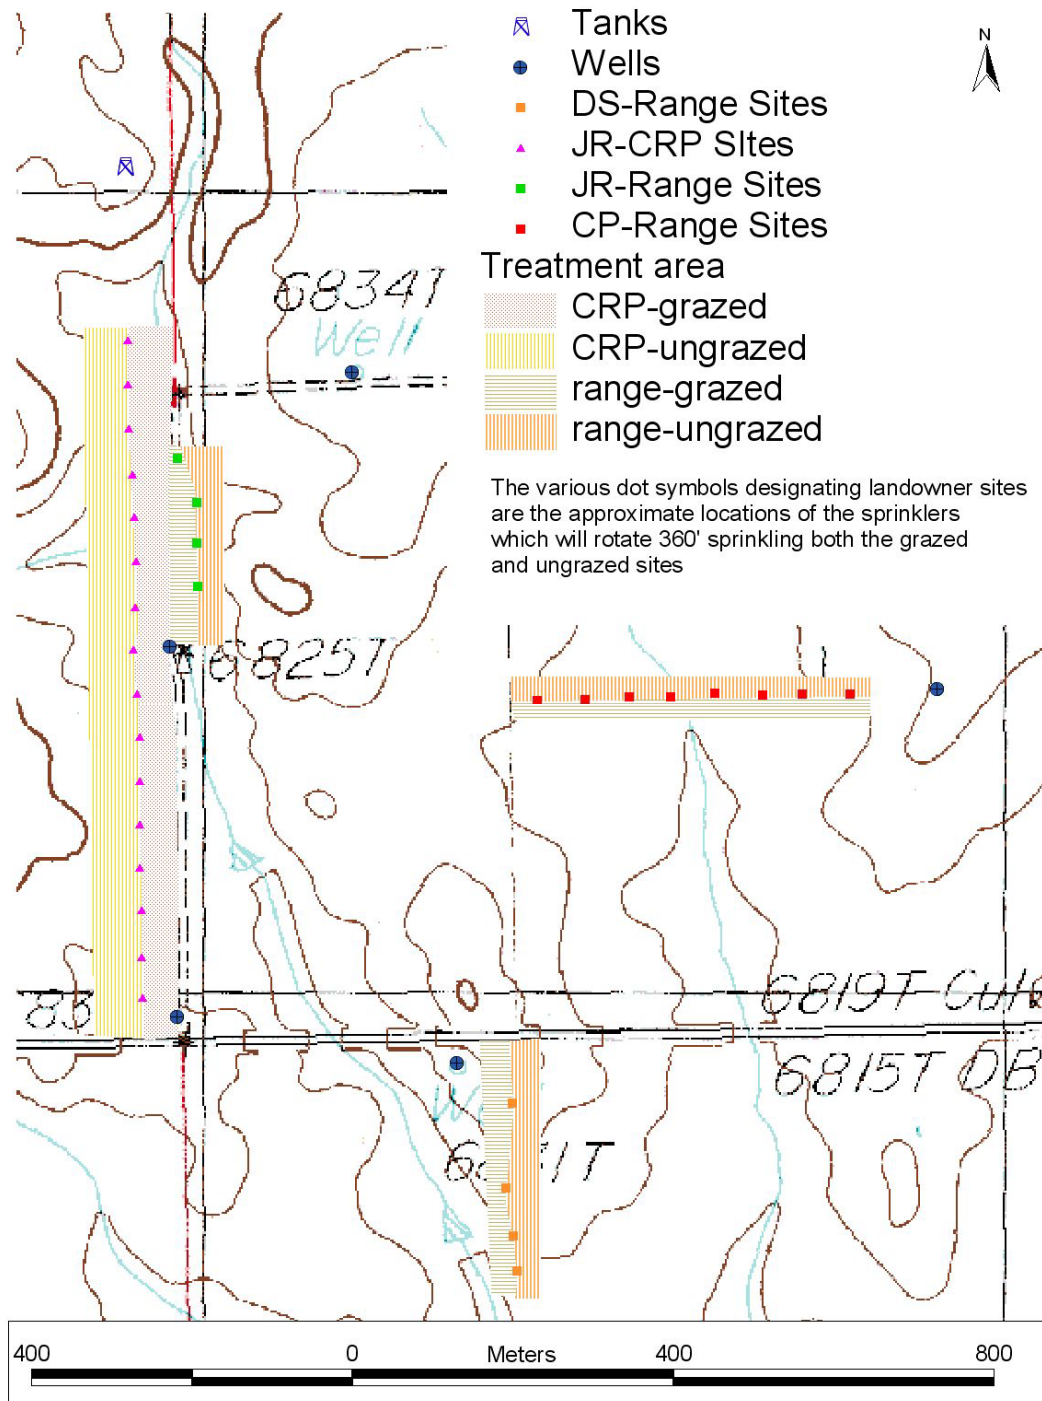 Tanks
N
Wells
DS-Range Sites
JR-CRP SItes
JR-Range Sites
CP-Range Sites
Treatment area
CRP-grazed
CRP-ungrazed
range-grazed
range-ungrazed
6834T
Well
The various dot symbols designating landowner sites
are the approximate locations of the sprinklers
which will rotate 360' sprinkling both the grazed
and ungrazed sites
6825T
83
6819T
6815T DB
400 0 Meters 400 800